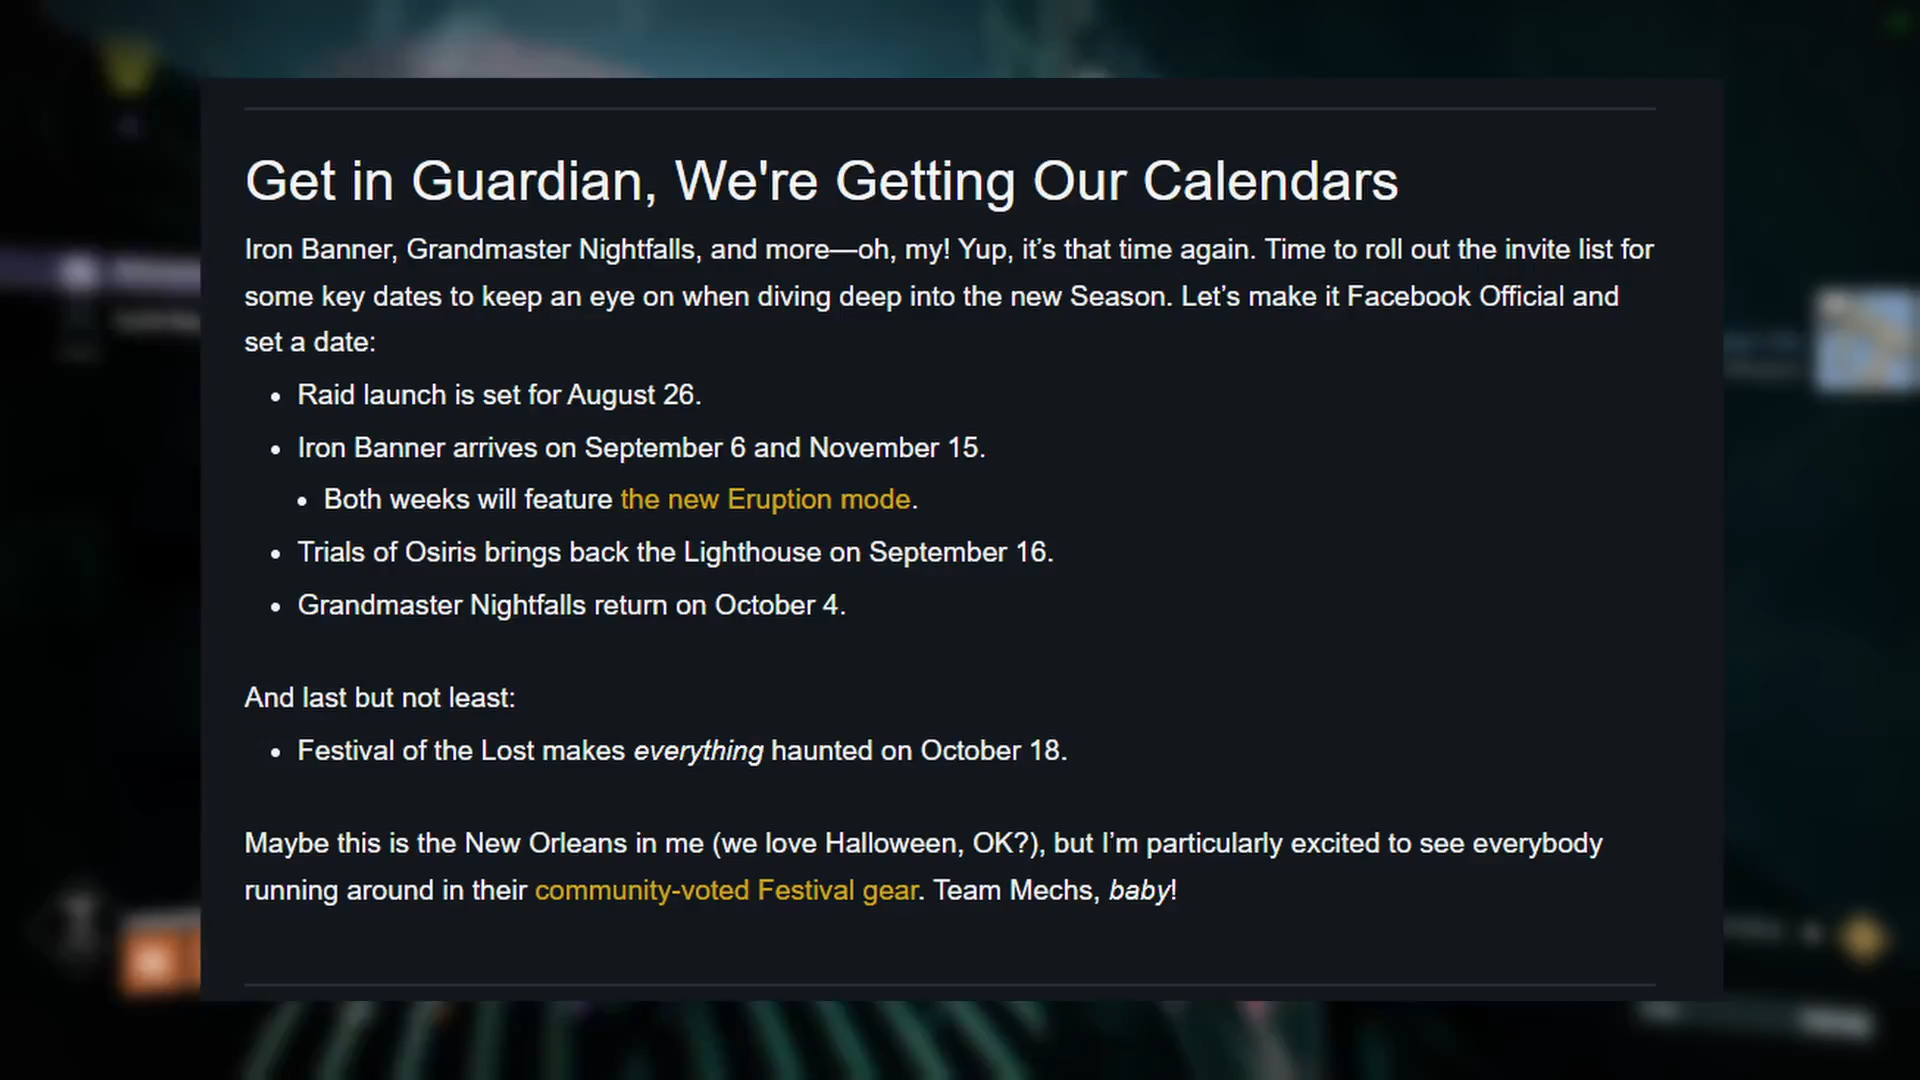 Get in Guardian, We're Getting Our Calendars
Iron Banner, Grandmaster Nightfalls, and more—oh, my! Yup, it’s that time again. Time to roll out the invite list for
some key dates to keep an eye on when diving deep into the new Season. Let’s make it Facebook Official and
set a date:
• Raid launch is set for August 26.
• Iron Banner arrives on September 6 and November 15.
• Both weeks will feature the new Eruption mode.
• Trials of Osiris brings back the Lighthouse on September 16.
• Grandmaster Nightfalls return on October 4.
And last but not least:
• Festival of the Lost makes everything haunted on October 18.
Maybe this is the New Orleans in me (we love Halloween, OK?), but I’m particularly excited to see everybody
running around in their community-voted Festival gear. Team Mechs, baby!